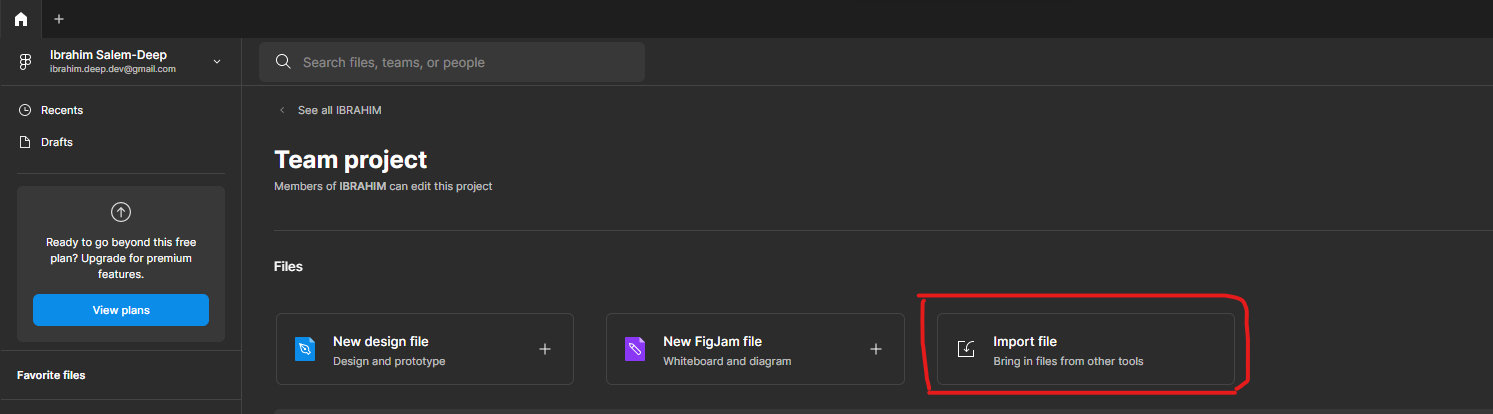 Ibrahim Salem-Deep
ibrahim.deep.dev@gmail.com
Search files, teams, or people
Recents
Drafts
Ready to go beyond this free
plan? Upgrade for premium
features.
View plans
Favorite files
See all IBRAHIM
Team project
Members of IBRAHIM can edit this project
Files
New design file
Design and prototype
New FigJam file
Whiteboard and diagram
Import file
Bring in files from other tools